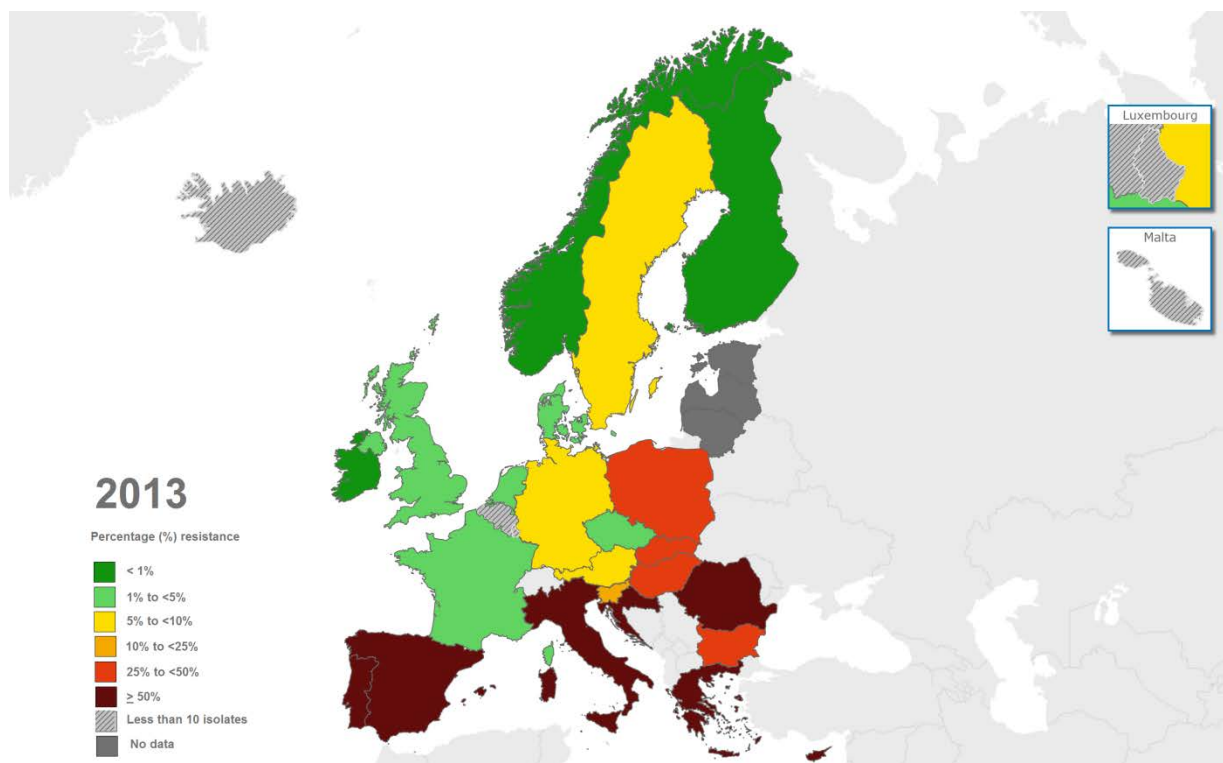 Luxembourg
Malta
2013
Percentage (%) resistance
< 1%
1% to <5%
5% to <10%
10% to <25%
25% to <50%
≥ 50%
Less than 10 isolates
No data